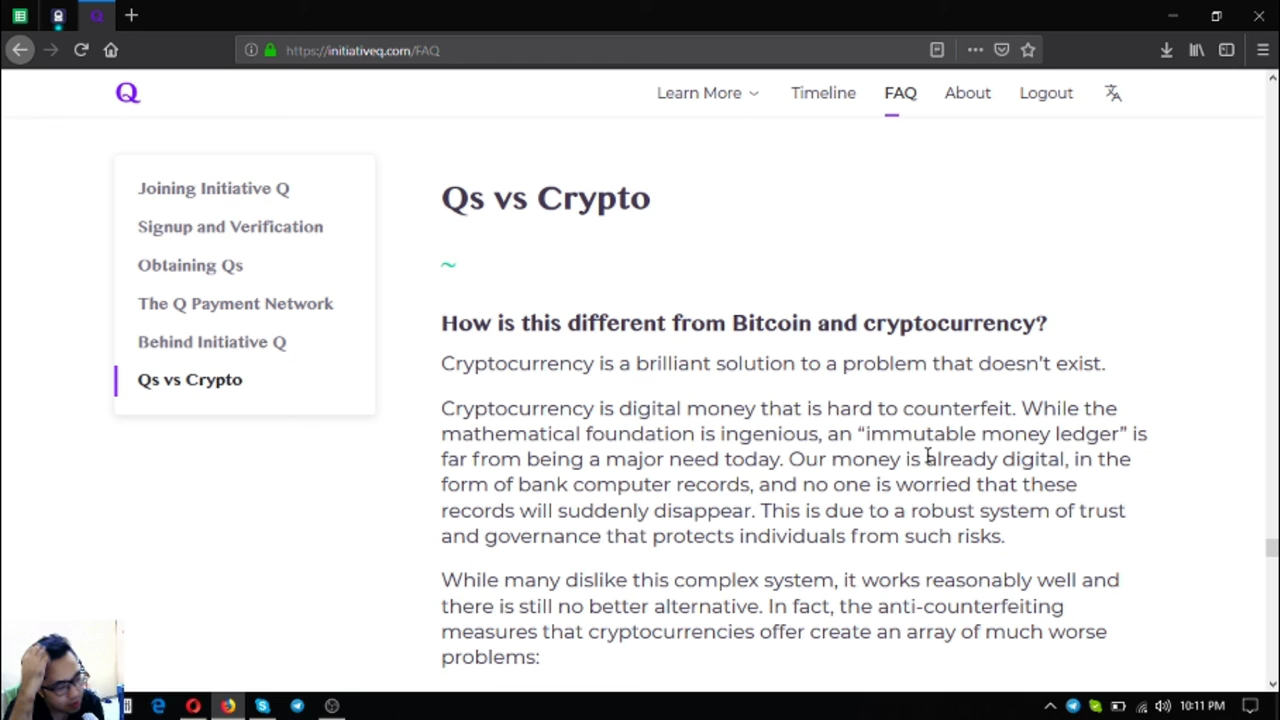 https://initiativeq.com/FAQ
Q
Learn More
Timeline
FAQ
About
Logout
Joining Initiative Q
Signup and Verification
Obtaining Qs
The Q Payment Network
Behind Initiative Q
Qs vs Crypto
Qs vs Crypto
~
How is this different from Bitcoin and cryptocurrency?
Cryptocurrency is a brilliant solution to a problem that doesn’t exist.
Cryptocurrency is digital money that is hard to counterfeit. While the
mathematical foundation is ingenious, an “immutable money ledger” is
far from being a major need today. Our money is already digital, in the
form of bank computer records, and no one is worried that these
records will suddenly disappear. This is due to a robust system of trust
and governance that protects individuals from such risks.
While many dislike this complex system, it works reasonably well and
there is still no better alternative. In fact, the anti-counterfeiting
measures that cryptocurrencies offer create an array of much worse
problems:
10:11 PM